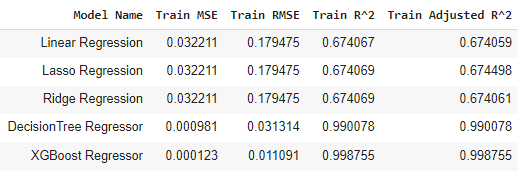 Model Name Train MSE Train RMSE Train R^2 Train Adjusted R^2
Linear Regression 0.032211 0.179475 0.674067 0.674059
Lasso Regression 0.032211 0.179475 0.674069 0.674498
Ridge Regression 0.032211 0.179475 0.674069 0.674061
DecisionTree Regressor 0.000981 0.031314 0.990078 0.990078
XGBoost Regressor 0.000123 0.011091 0.998755 0.998755